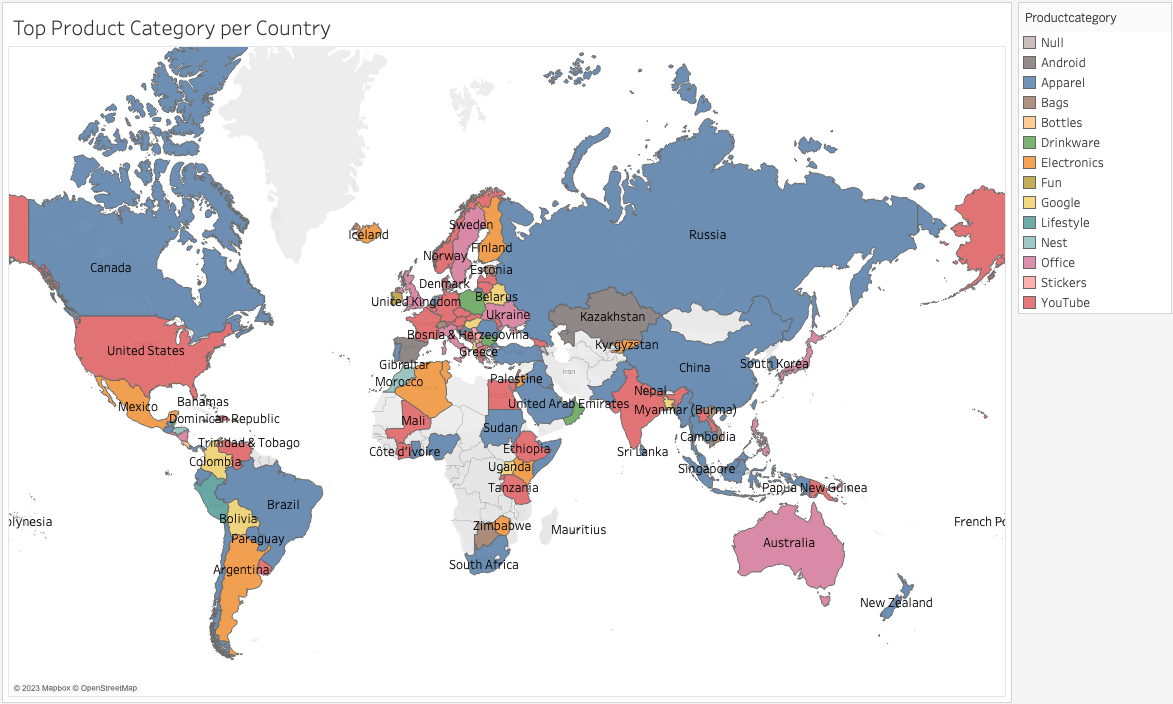 Top Product Category per Country
Productcategory
Null
Android
Apparel
Bags
Bottles
Drinkware
Electronics
Fun
Google
Lifestyle
Nest
Office
Stickers
YouTube
Iceland
Sweden
Russia
Finland
Norway
Canada
Estonia
Denmark
United Kingdom
Belarus
Ukraine
Kazakhstan
Bosnia & Herzegovina
Kyrgyzstan
United States
Greece
Gibraltar
China
South Korea
Iran
Morocco
Palestine
Nepal
Bahamas
Mexico
United Arab Emirates
Myanmar (Burma)
Dominican Republic
Mali
Sudan
Cambodia
Trinidad & Tobago
Côte d'Ivoire
Ethiopia
Sri Lanka
Colombia
Uganda
Singapore
Tanzania
Papua New Guinea
Brazil
Bolivia
olynesia
Zimbabwe
Mauritius
French Po
Paraguay
Australia
South Africa
Argentina
New Zealand
© 2023 Mapbox © OpenStreetMap